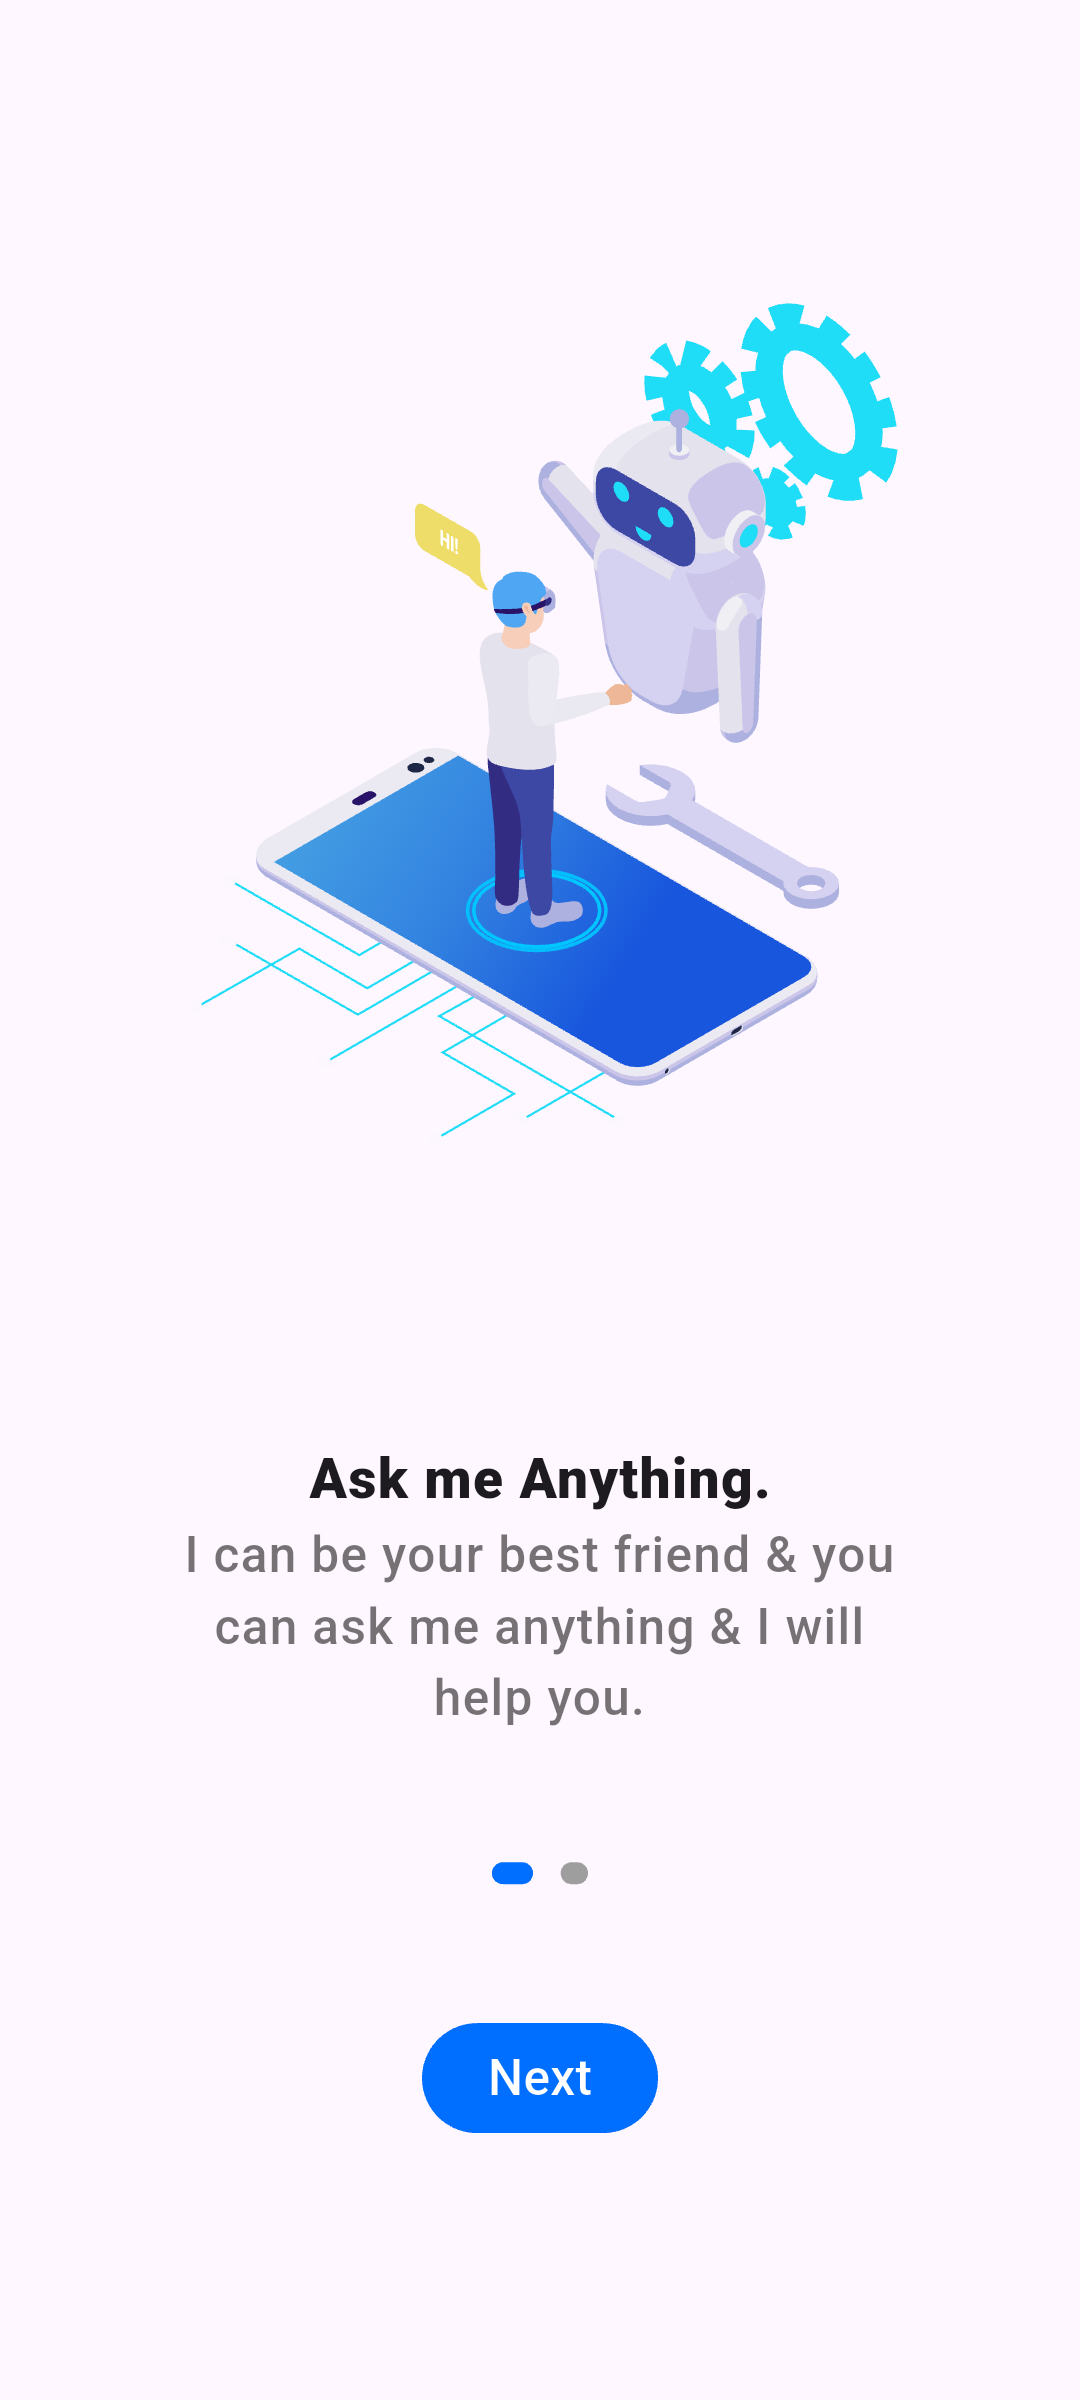 HI!
Ask me Anything.
I can be your best friend & you
can ask me anything & I will
help you.
Next